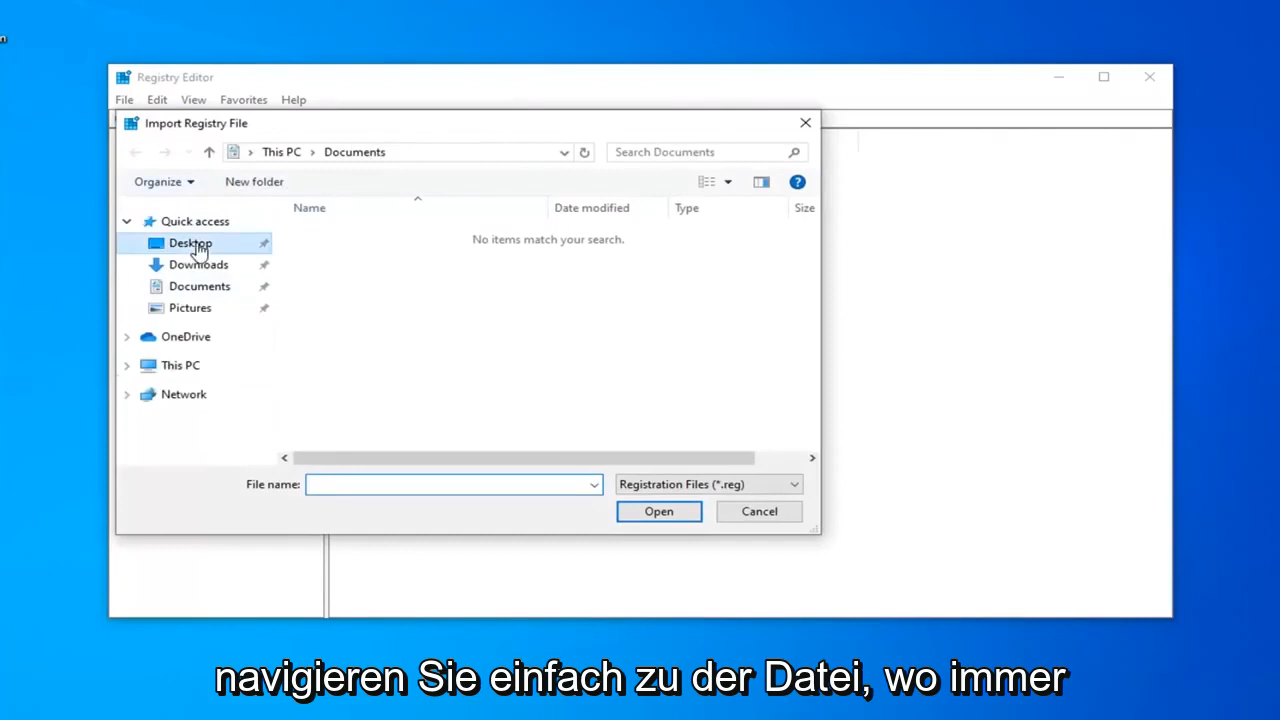 n
Registry Editor
File Edit View Favorites Help
Import Registry File
This PC > Documents
Search Documents
Organize New folder
Name Date modified Type Size
Quick access
No items match your search.
Desktop
Downloads
Documents
Pictures
OneDrive
This PC
Network
File name: Registration Files (*.reg)
Open Cancel
navigieren Sie einfach zu der Datei, wo immer